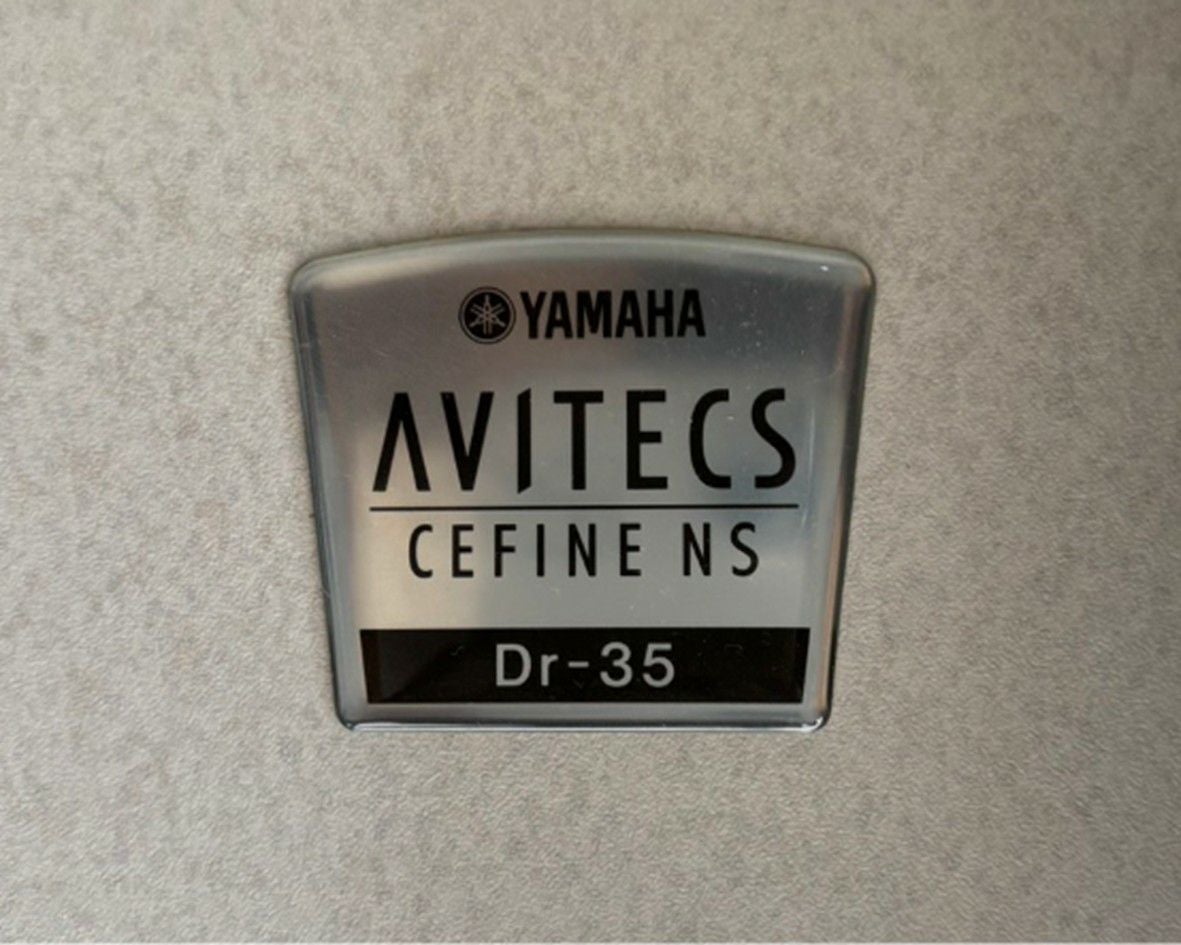 YAMAHA
AVITECS
CEFINE NS
Dr-35